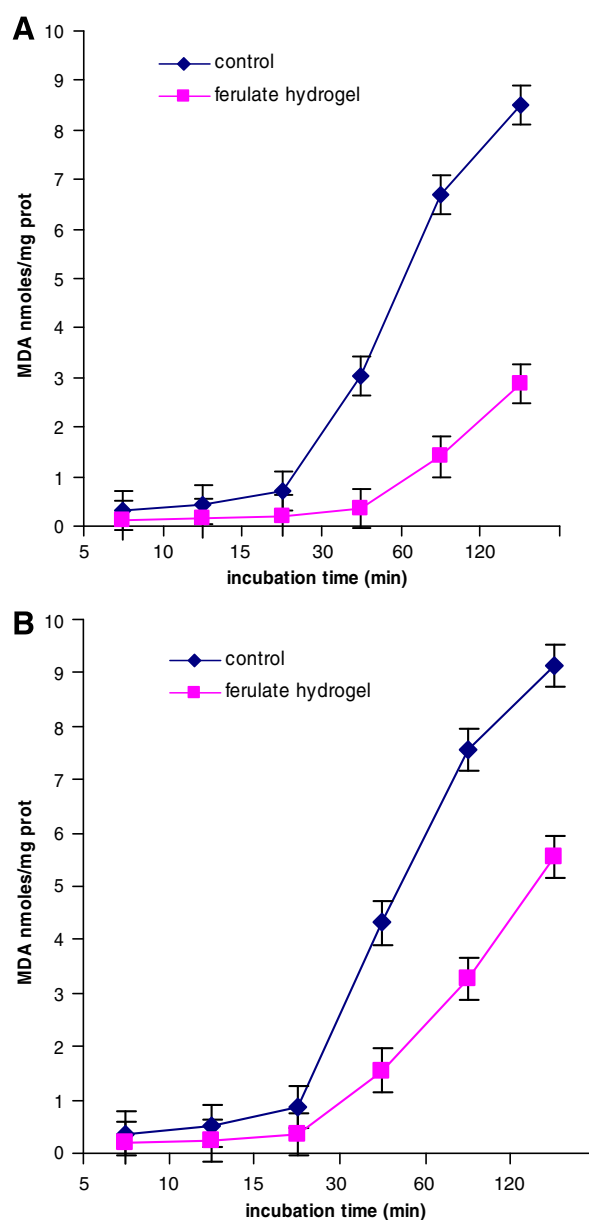 A
control
ferulate hydrogel
MDA nmoles/mg prot
10
9
8
7
6
5
4
3
2
1
0
5 10 15 30 60 120
incubation time (min)
B
control
ferulate hydrogel
MDA nmoles/mg prot
10
9
8
7
6
5
4
3
2
1
0
5 10 15 30 60 120
incubation time (min)